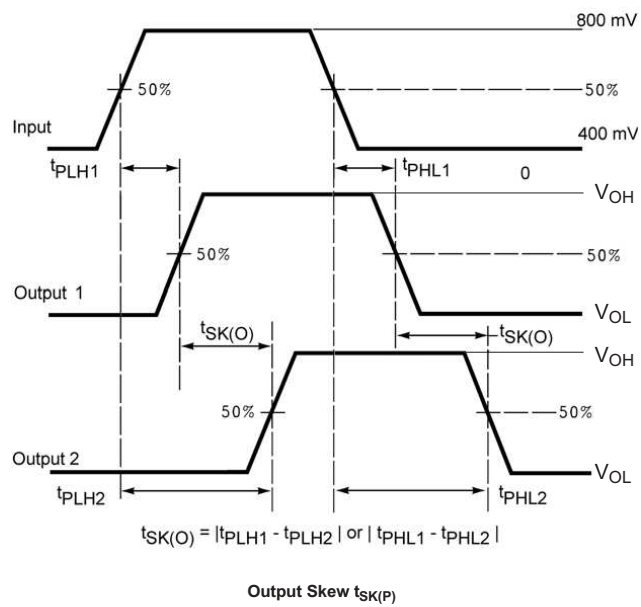 800 mV
50%
50%
Input
400 mV
tPLH1
tPHL1
0
VOH
50%
50%
Output 1
VOL
tSK(O)
tSK(O)
VOH
50%
50%
Output 2
VOL
tPLH2
tPHL2
tSK(O) = |tPLH1 - tPLH2| or | tPHL1 - tPHL2 |
Output Skew tSK(P)